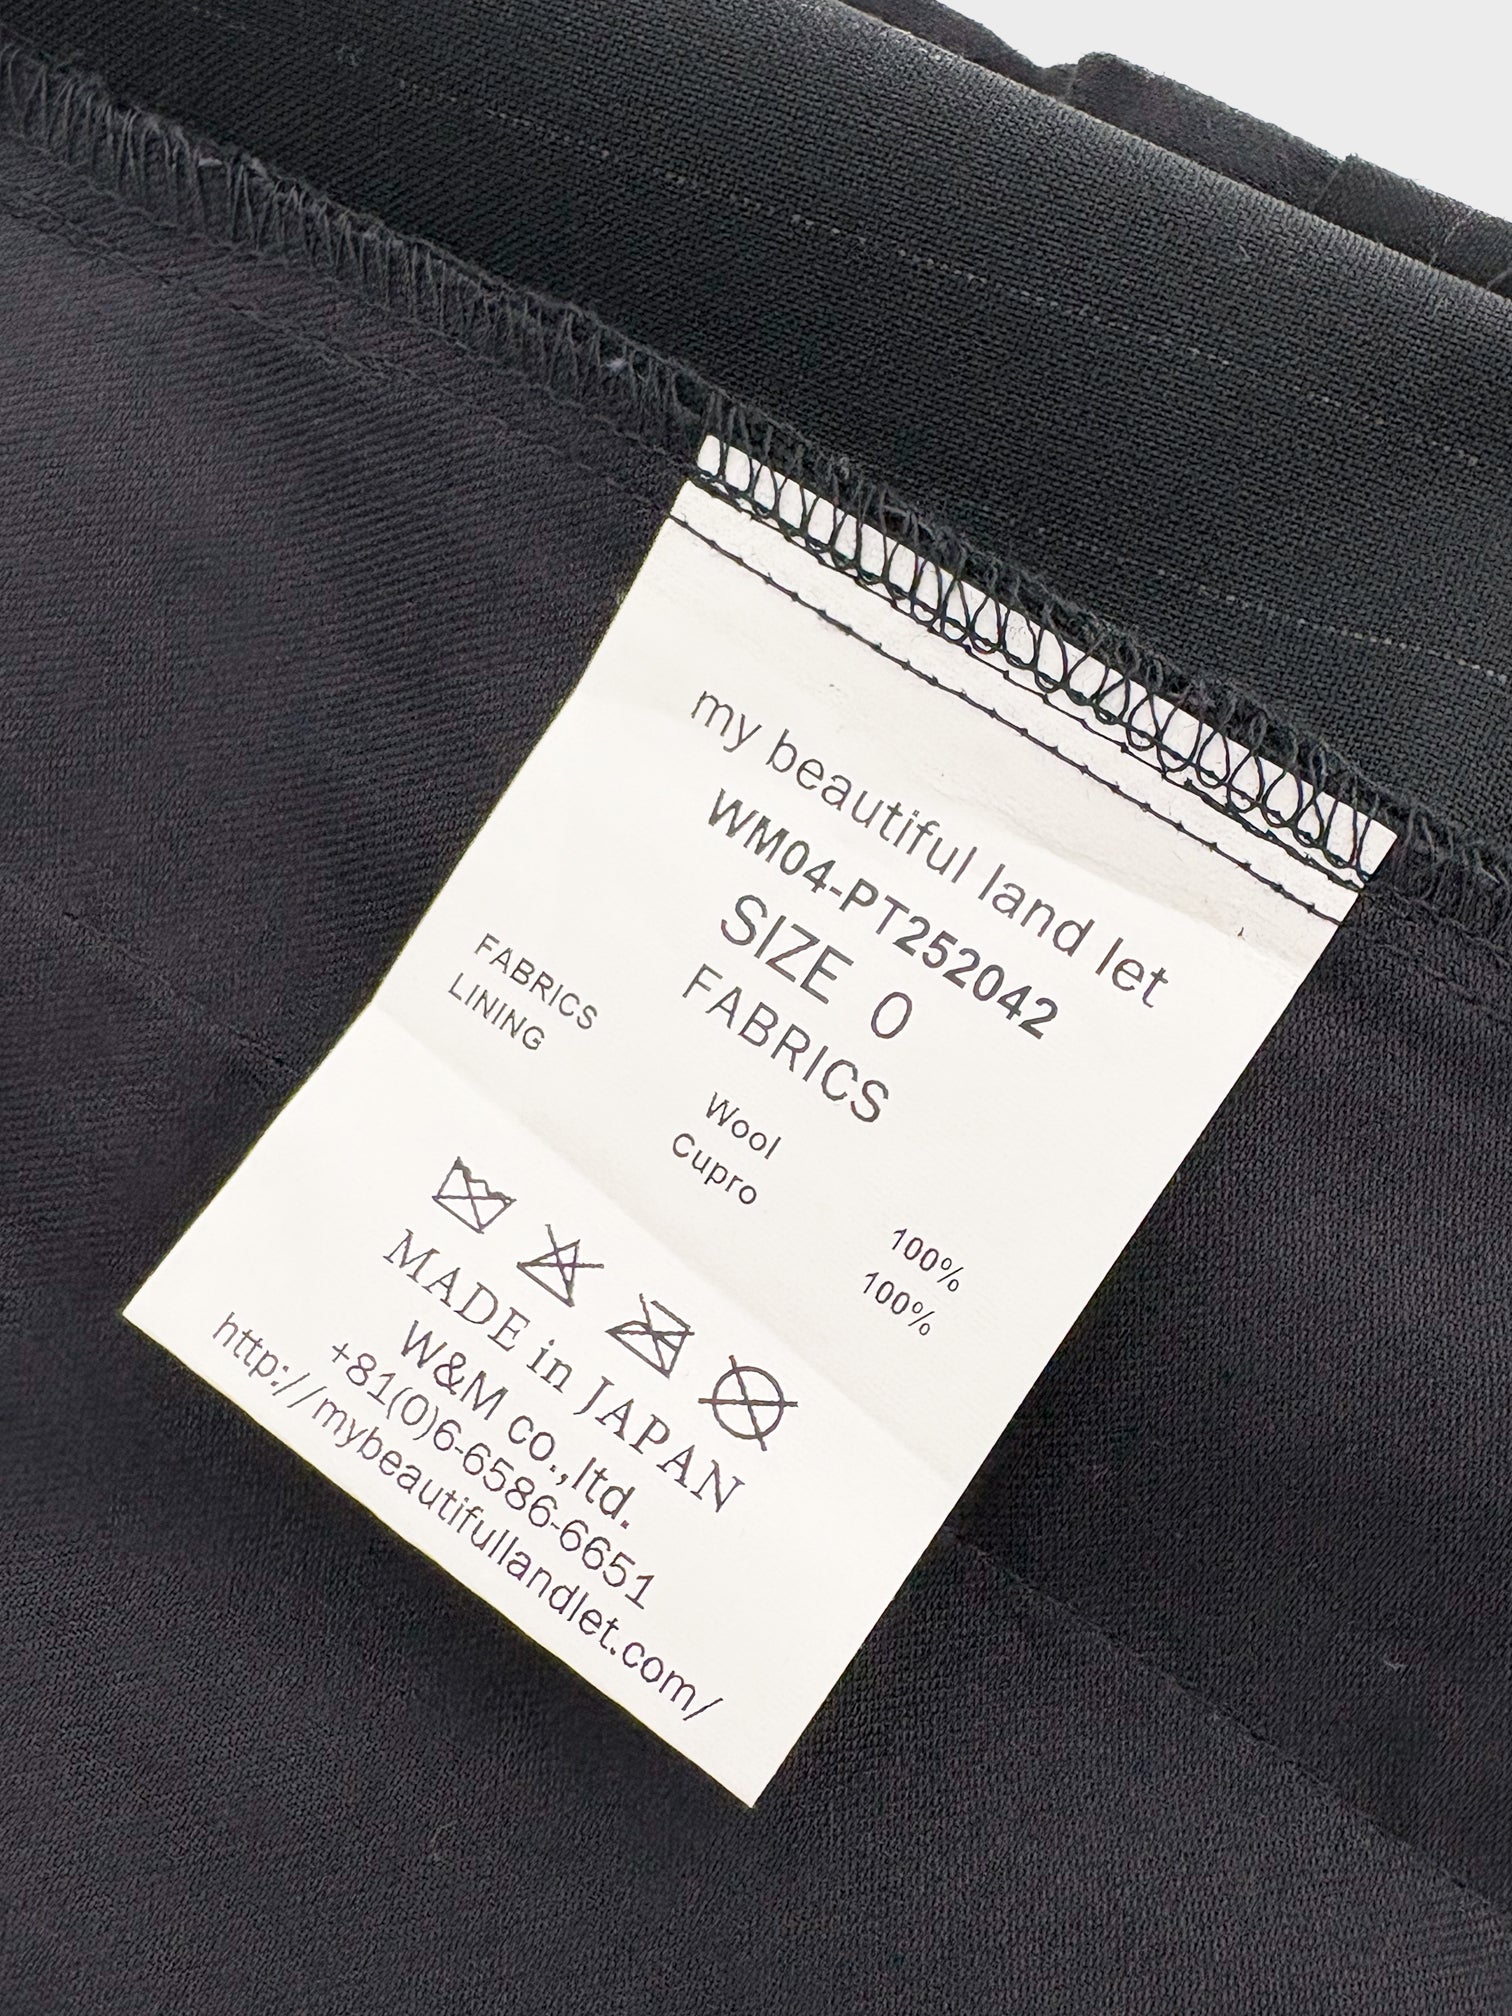 my beautiful land let
WM04-PT252042
SIZE 0
FABRICS
FABRICS Wool 100%
LINING Cupro 100%
MADE in JAPAN
W&M co.,ltd.
+81(0)6-6586-6651
http://mybeautifullandlet.com/